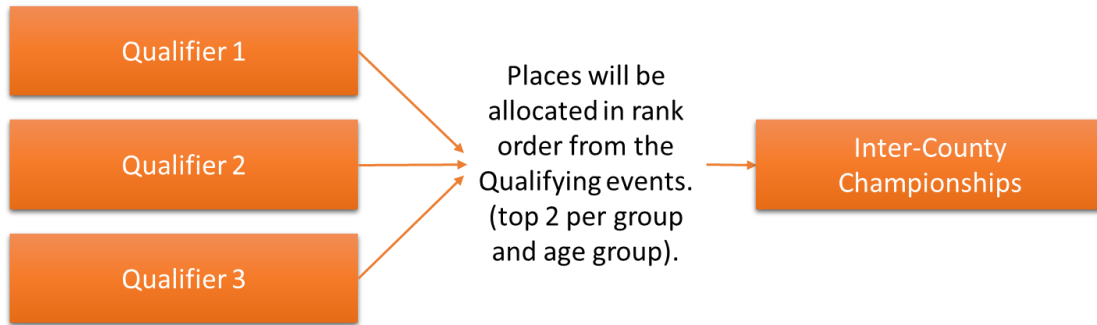 Qualifier 1
Qualifier 2
Qualifier 3
Places will be
allocated in rank
order from the
Qualifying events.
(top 2 per group
and age group).
Inter-County
Championships